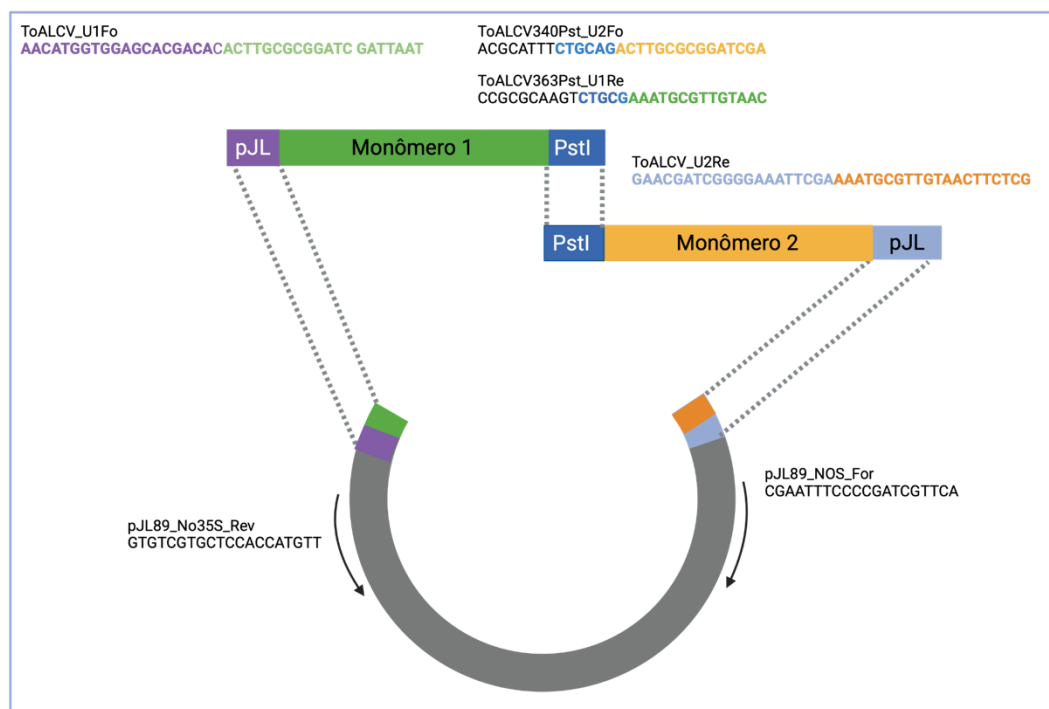 ToALCV_U1Fo
AACATGGTGGAGCACGACACACTTGCGCGGATC GATTAAT
ToALCV340Pst_U2Fo
ACGCATTTCTGCAGACTTGCGCGGATCGA
ToALCV363Pst_U1Re
CCGCGCAAGTCTGCGAAATGCGTTGTAAC
pJL
Monômero 1
PstI
ToALCV_U2Re
GAACGATCGGGGAAATTCGAAAATGCGTTGTAACTTCTCG
PstI
Monômero 2
pJL
pJL89_NOS_For
CGAATTTCCCCGATCGTTCA
pJL89_No35S_Rev
GTGTCGTGCTCCACCATGTT